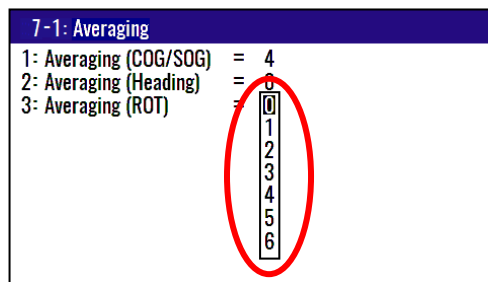 7-1: Averaging
1: Averaging (COG/SOG) = 4
2: Averaging (Heading) = 0
3: Averaging (ROT) = 0
1
2
3
4
5
6